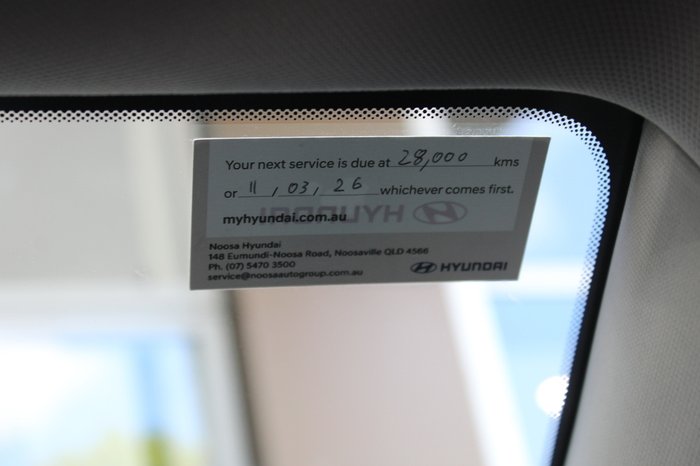 Your next service is due at 28,000 kms
or 11, 03, 26 whichever comes first.
myhyundai.com.au
HYUNDAI
Noosa Hyundai
148 Eumundi-Noosa Road, Noosaville QLD 4566
Ph. (07) 5470 3500
service@noosaautogroup.com.au
HYUNDAI